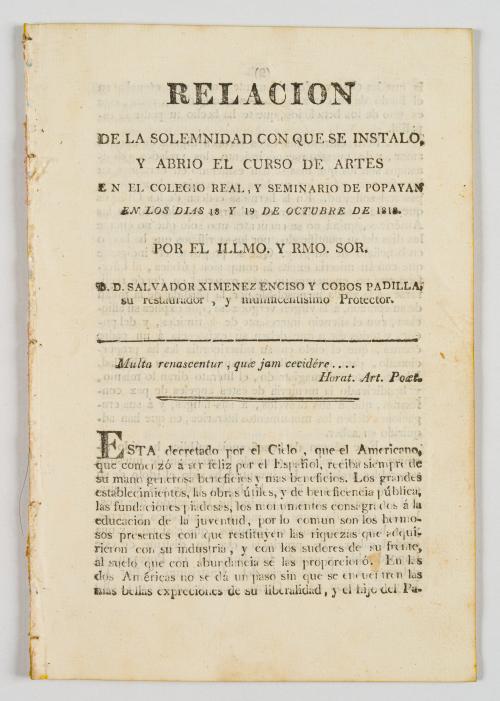 RELACION
DE LA SOLEMNIDAD CON QUE SE INSTALO,
Y ABRIO EL CURSO DE ARTES
EN EL COLEGIO REAL, Y SEMINARIO DE POPAYAN
EN LOS DIAS 18 Y 19 DE OCTUBRE DE 1818.
POR EL ILLMO. Y RMO. SOR.
D. D. SALVADOR XIMENEZ ENCISO Y COBOS PADILLA,
su restaurador, y munificentisimo Protector.
Multa renascentur, quæ jam cecidére....
Horat. Art. Poæt.
ESTA decretado por el Cielo, que el Americano,
que comenzó á ser feliz por el Español, reciba siempre de
su mano generosa beneficios y mas beneficios. Los grandes
establecimientos, las obras útiles, y de beneficencia pública,
las fundaciones piadosas, los monumentos consagrados á la
educacion de la juventud, por lo comun son los hermo-
sos presentes con que restituyen las riquezas que adqui-
rieron con su industria, y con los sudores de su frente,
al suelo que con abundancia se las proporcionó. En las
dos Américas no se dá un paso sin que se encuentren las
mas bellas expreciones de su liberalidad, y el hijo del Pa-